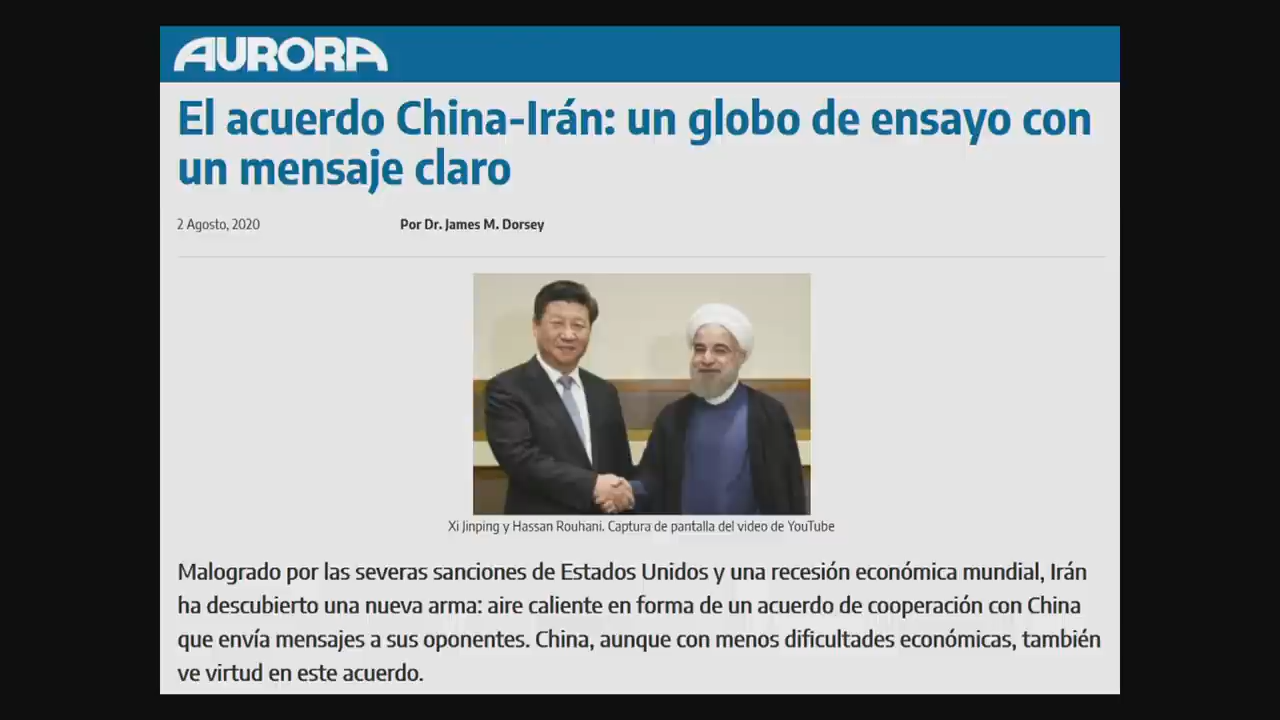 AURORA
El acuerdo China-Irán: un globo de ensayo con
un mensaje claro
2 Agosto, 2020
Por Dr. James M. Dorsey
Xi Jinping y Hassan Rouhani. Captura de pantalla del video de YouTube
Malogrado por las severas sanciones de Estados Unidos y una recesión económica mundial, Irán
ha descubierto una nueva arma: aire caliente en forma de un acuerdo de cooperación con China
que envía mensajes a sus oponentes. China, aunque con menos dificultades económicas, también
ve virtud en este acuerdo.